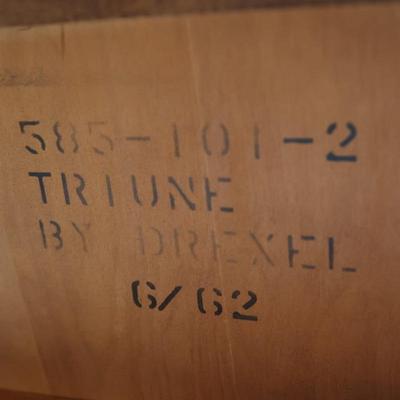 585-101-2
TRIUNE
BY DREXEL
6/62